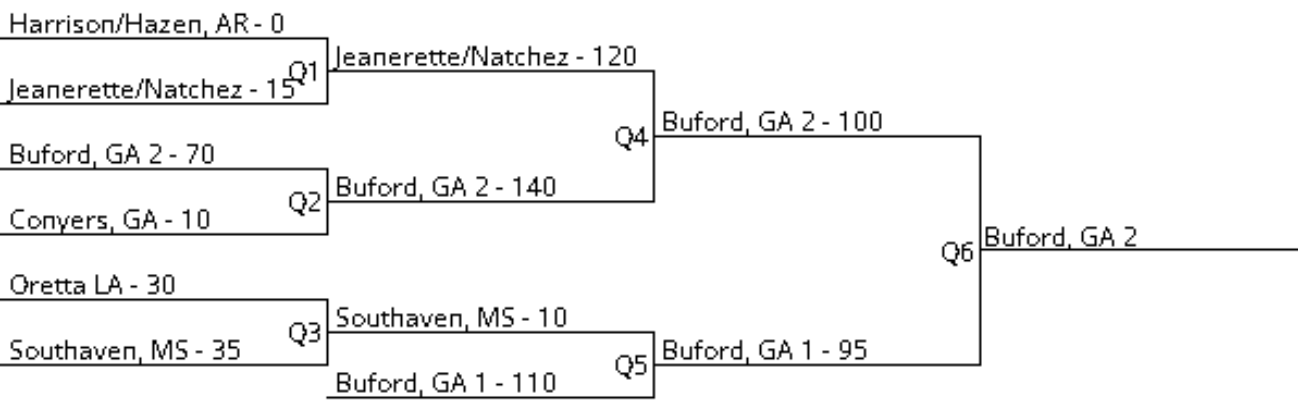 Harrison/Hazen, AR - 0
Q1
Jeanerette/Natchez - 120
Jeanerette/Natchez - 15
Buford, GA 2 - 70
Q4
Buford, GA 2 - 100
Q2
Buford, GA 2 - 140
Conyers, GA - 10
Q6
Buford, GA 2
Oretta LA - 30
Q3
Southaven, MS - 10
Southaven, MS - 35
Q5
Buford, GA 1 - 95
Buford, GA 1 - 110